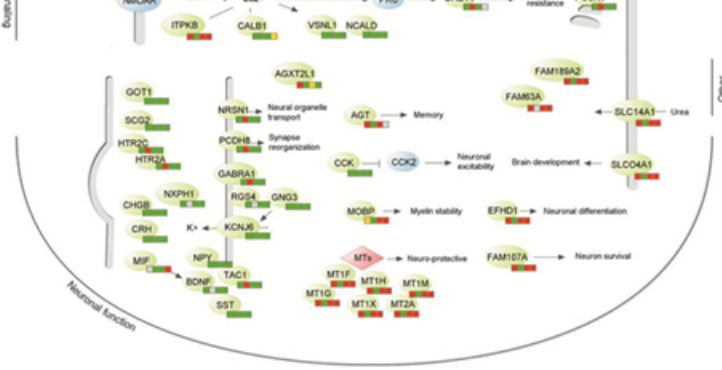 NMDAR
PKC
resistance
ITPKB
CALB1
VSNL1 NCALD
AGXT2L1
FAM189A2
GOT1
FAM63A
NRSN1
Neural organelle
transport
AGT
Memory
SLC14A1
Urea
SCG2
HTR2C
PCDH8
Synapse
reorganization
HTR2A
CCK
CCK2
Neuronal
excitability
Brain development
SLCO4A1
GABRA1
NXPH1
RGS4
GNG3
CHGB
MOBP
Myelin stability
EFHD1
Neuronal differentiation
CRH
K+
KCNJ6
MIF
NPY
MTs
Neuro-protective
FAM107A
Neuron survival
BDNF
TAC1
MT1F
MT1H
MT1M
MT1G
MT1X
MT2A
SST
Neuronal function